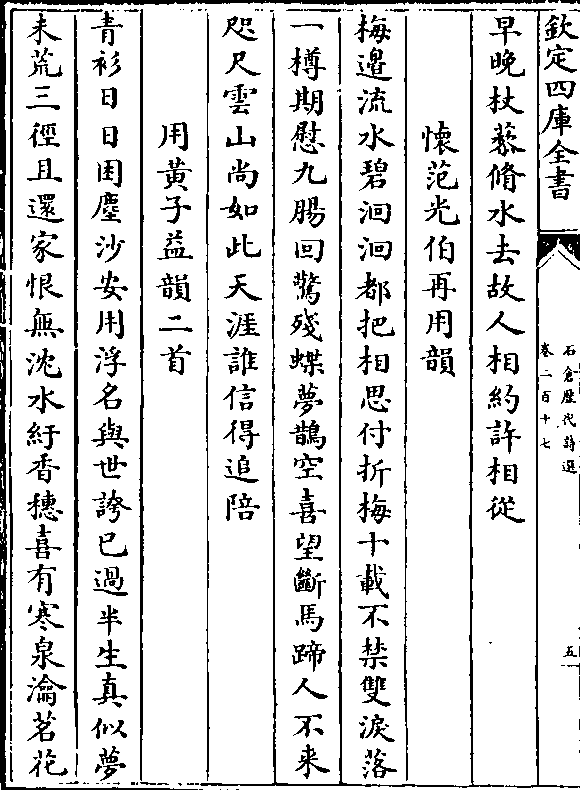 欽定四庫全書
石倉歴代詩選
卷二百十七
五
早晚杖藜脩水去故人相約許相從
懷范光伯再用韻
梅邉流水碧洄洄都把相思付折梅十載不禁雙淚落
一樽期慰九腸回驚殘蝶夢鵲空喜望斷馬蹄人不来
咫尺雲山尚如此天涯誰信得追陪
用黄子益韻二首
青衫日日困塵沙安用浮名與世誇已過半生真似夢
未荒三徑且還家恨無沈水紆香穗喜有寒泉瀹茗花